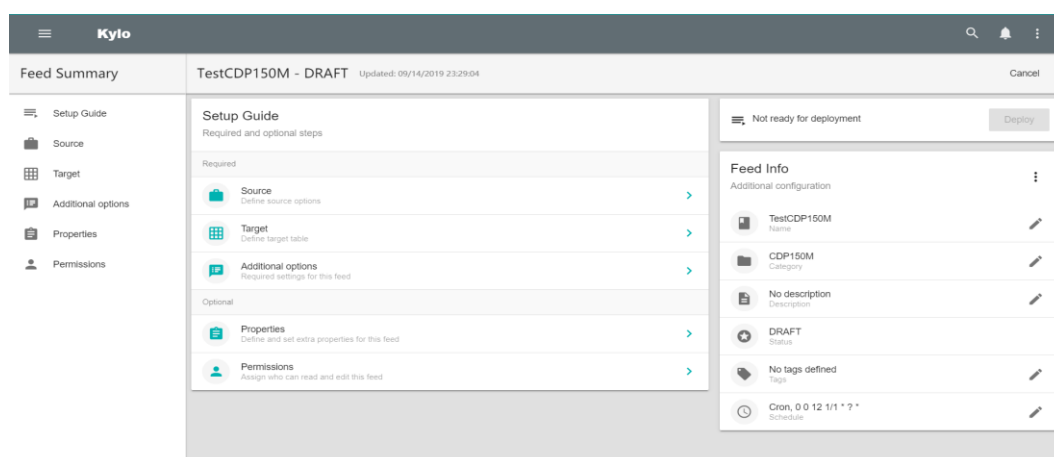 Kylo
Feed Summary
TestCDP150M - DRAFT Updated: 09/14/2019 23:29:04
Cancel
Setup Guide
Source
Target
Additional options
Properties
Permissions
Setup Guide
Required and optional steps
Required
Source
Define source options
Target
Define target table
Additional options
Required settings for this feed
Optional
Properties
Define and set extra properties for this feed
Permissions
Assign who can read and edit this feed
Not ready for deployment
Deploy
Feed Info
Additional configuration
TestCDP150M
Name
CDP150M
Category
No description
Description
DRAFT
Status
No tags defined
Tags
Cron, 0 0 12 1/1 * ? *
Schedule